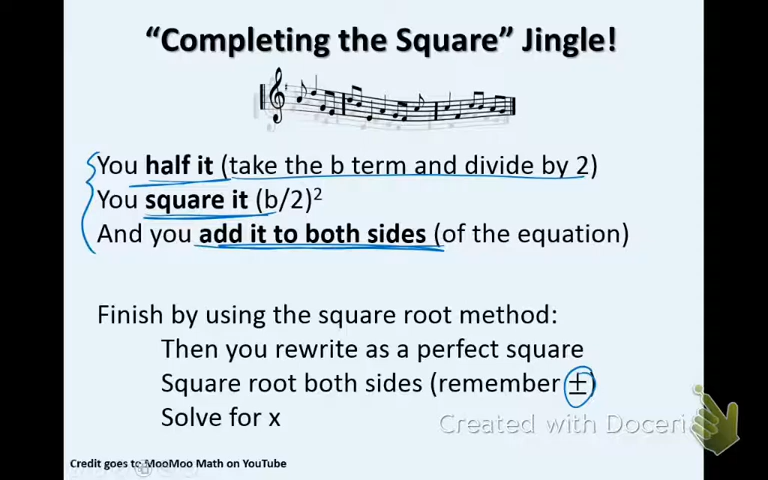 “Completing the Square” Jingle!
You half it (take the b term and divide by 2)
You square it (b/2)²
And you add it to both sides (of the equation)
Finish by using the square root method:
Then you rewrite as a perfect square
Square root both sides (remember ±)
Solve for x
Created with Doceri
Credit goes to MooMoo Math on YouTube